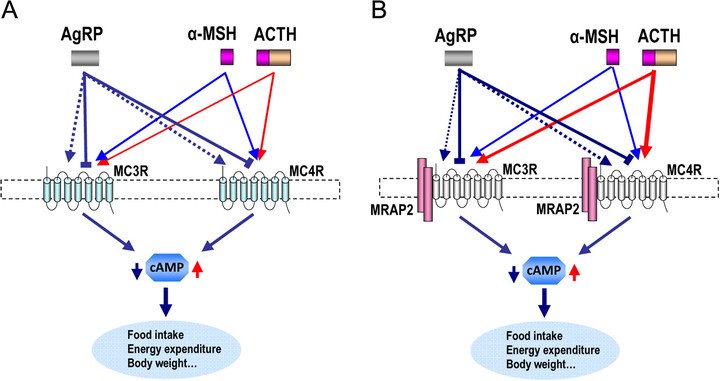 A
AgRP
α-MSH
ACTH
MC3R
MC4R
cAMP
Food intake
Energy expenditure
Body weight...
B
AgRP
α-MSH
ACTH
MC3R
MC4R
MRAP2
MRAP2
cAMP
Food intake
Energy expenditure
Body weight...